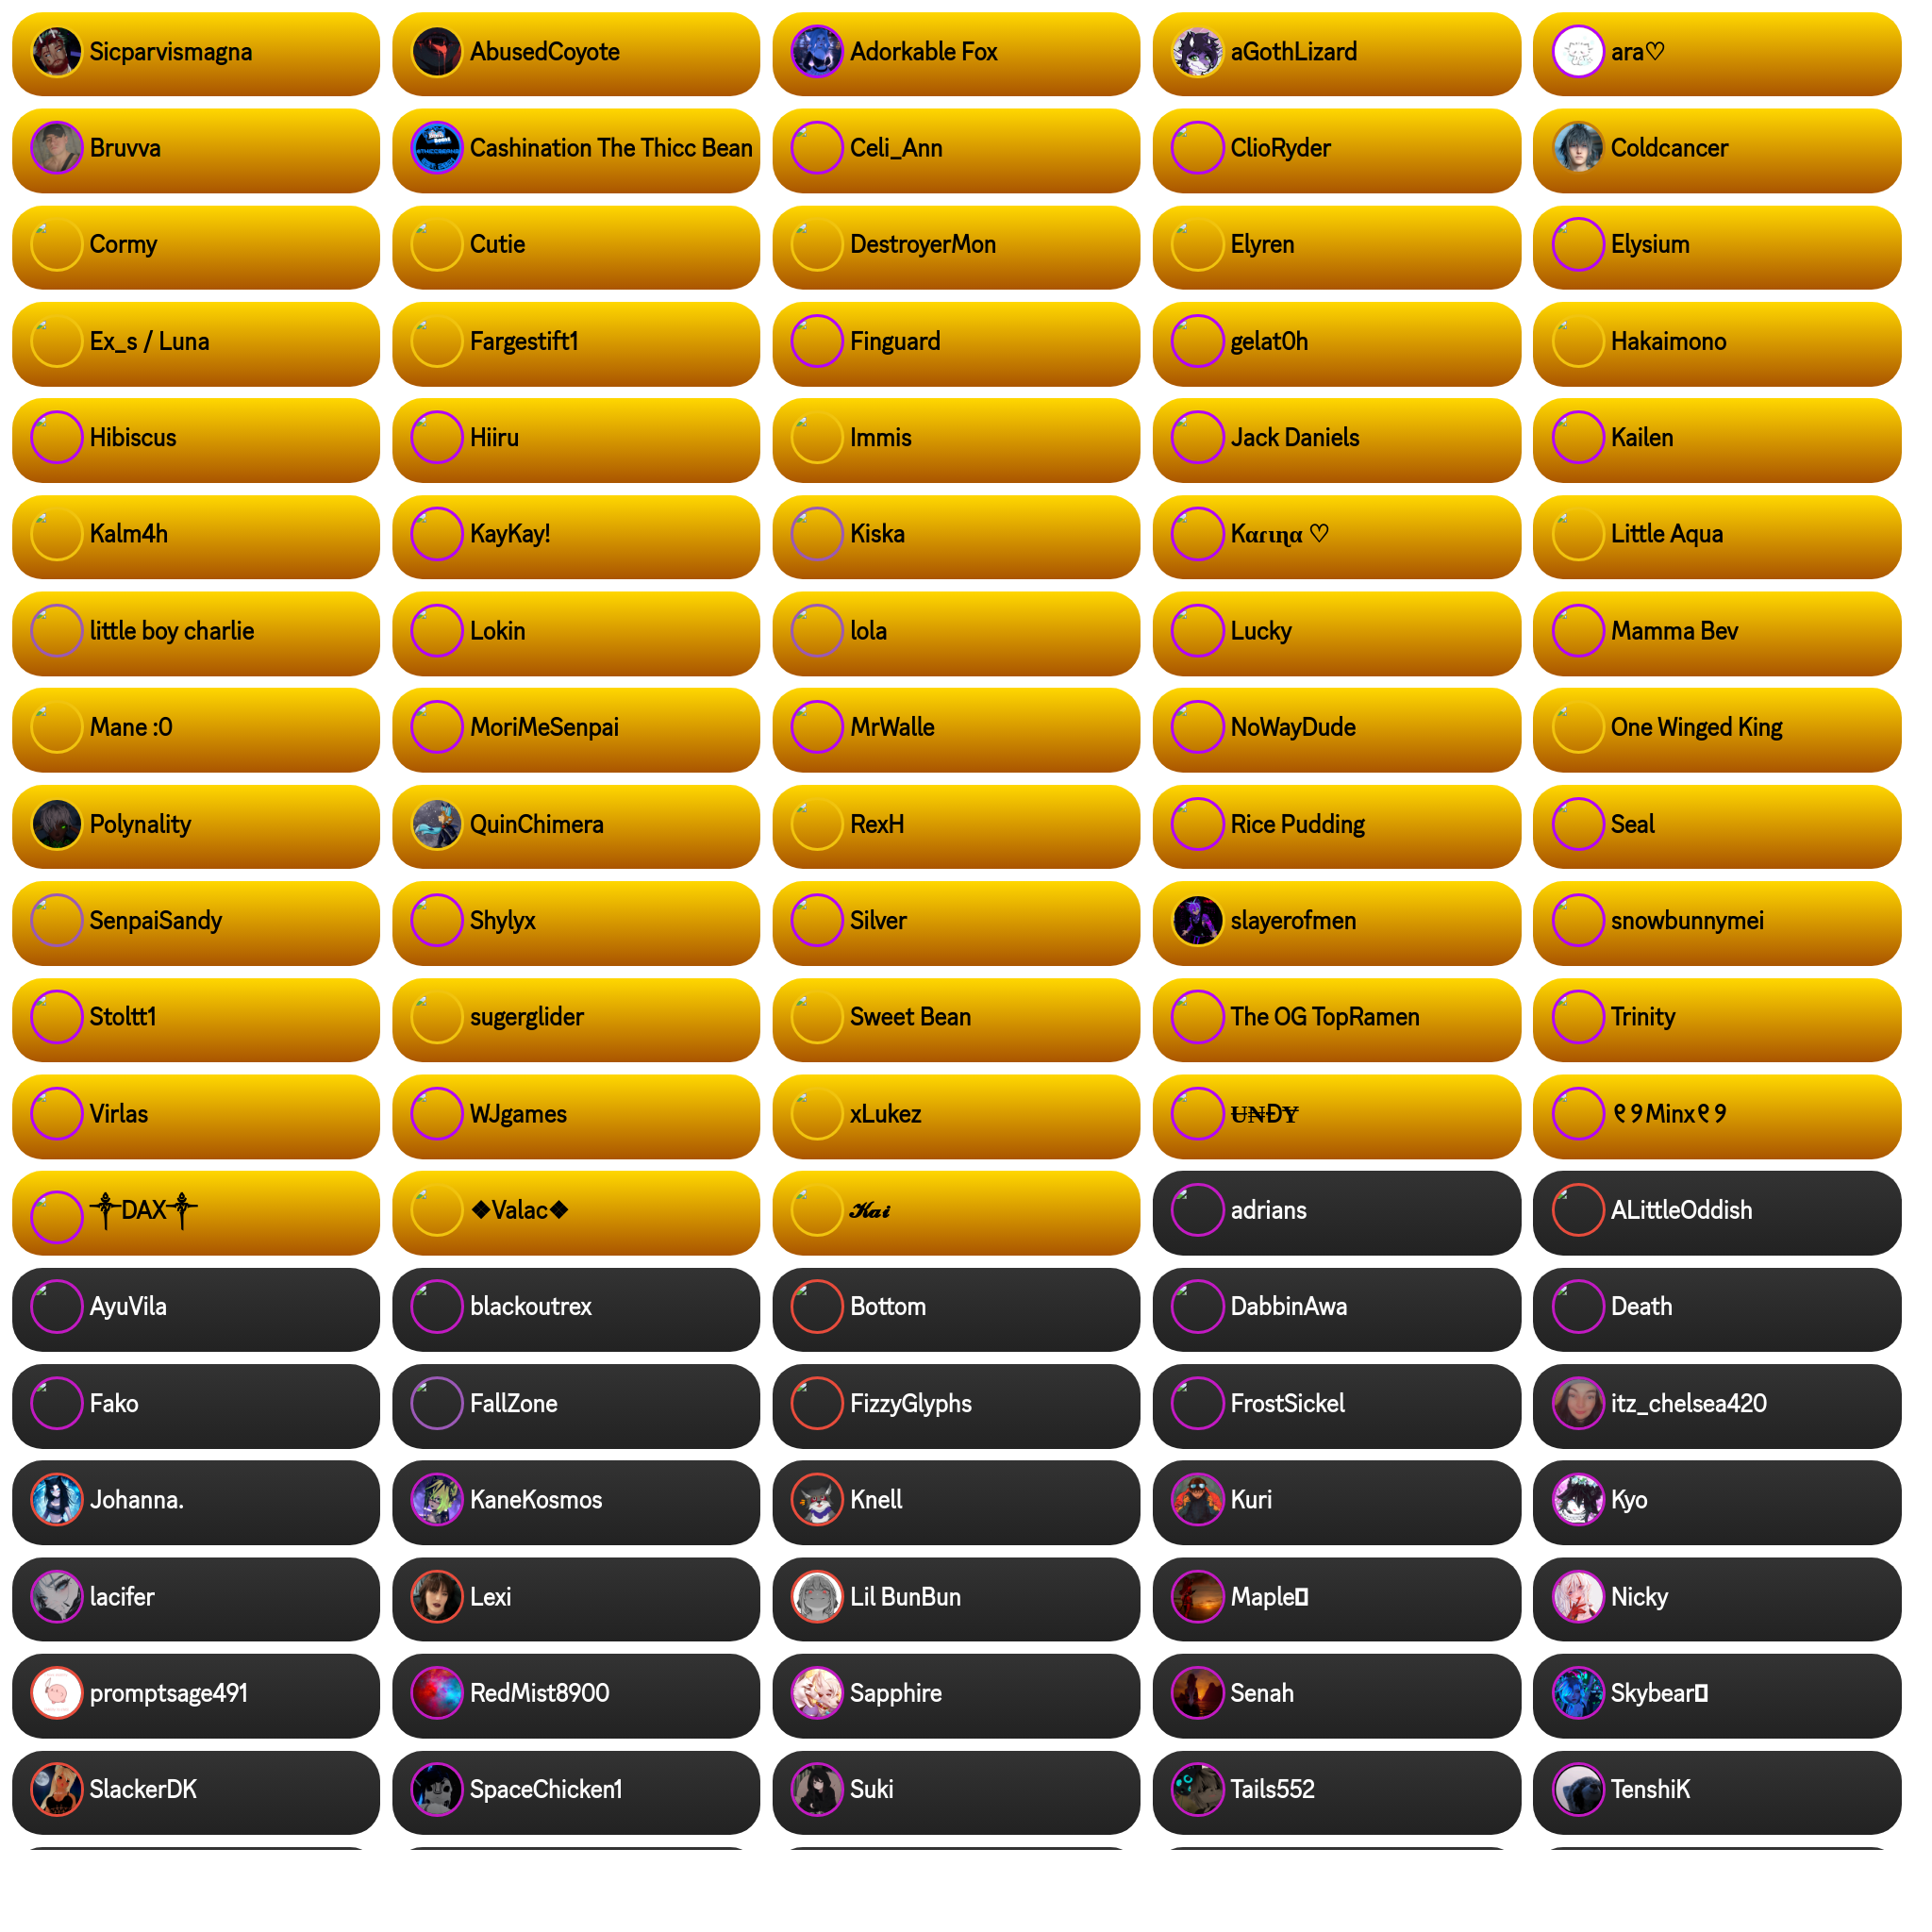 Sicparvismagna
AbusedCoyote
Adorkable Fox
aGothLizard
ara♡
Bruvva
Cashination The Thicc Bean
Celi_Ann
ClioRyder
Coldcancer
Cormy
Cutie
DestroyerMon
Elyren
Elysium
Ex_s / Luna
Fargestift1
Finguard
gelat0h
Hakaimono
Hibiscus
Hiiru
Immis
Jack Daniels
Kailen
Kalm4h
KayKay!
Kiska
Kαɾιɳα ♡
Little Aqua
little boy charlie
Lokin
lola
Lucky
Mamma Bev
Mane :0
MoriMeSenpai
MrWalle
NoWayDude
One Winged King
Polynality
QuinChimera
RexH
Rice Pudding
Seal
SenpaiSandy
Shylyx
Silver
slayerofmen
snowbunnymei
Stoltt1
sugerglider
Sweet Bean
The OG TopRamen
Trinity
Virlas
WJgames
xLukez
Ʉ₦ĐɎ
୧୨Minx୧୨
༒DAX༒
❖Valac❖
𝓚𝓪𝓲
adrians
ALittleOddish
AyuVila
blackoutrex
Bottom
DabbinAwa
Death
Fako
FallZone
FizzyGlyphs
FrostSickel
itz_chelsea420
Johanna.
KaneKosmos
Knell
Kuri
Kyo
lacifer
Lexi
Lil BunBun
Maple
Nicky
promptsage491
RedMist8900
Sapphire
Senah
Skybear
SlackerDK
SpaceChicken1
Suki
Tails552
TenshiK